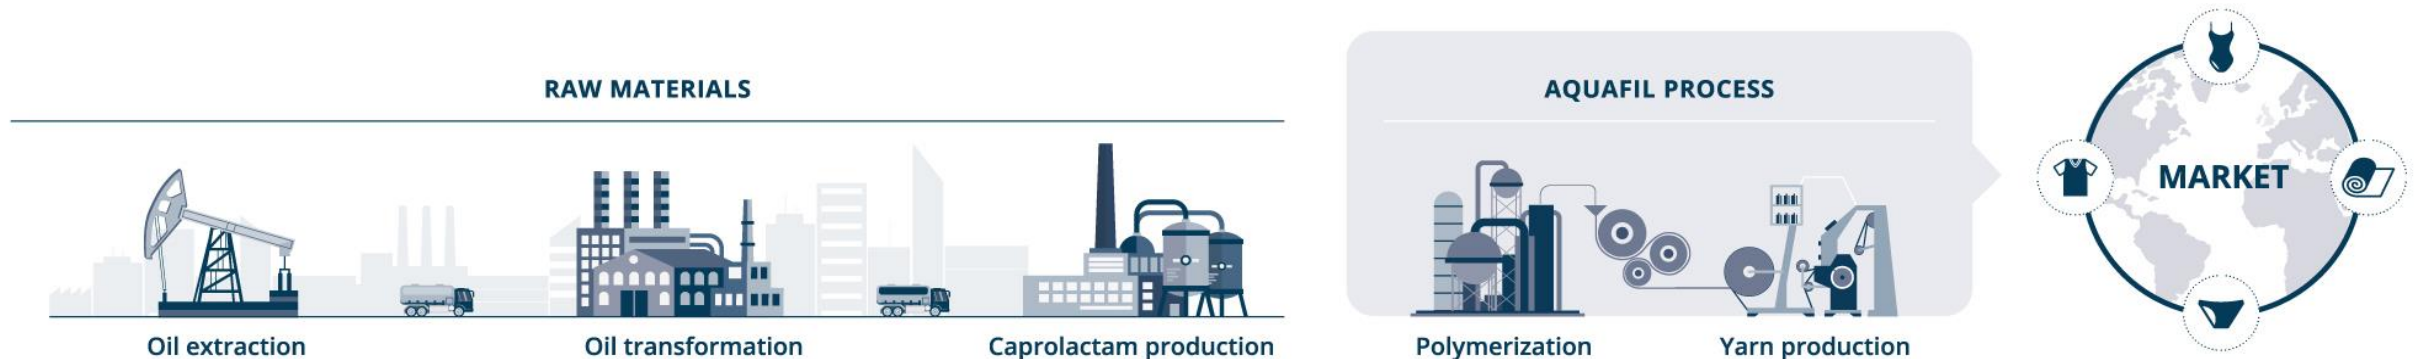 RAW MATERIALS
AQUAFIL PROCESS
MARKET
Oil extraction
Oil transformation
Caprolactam production
Polymerization
Yarn production